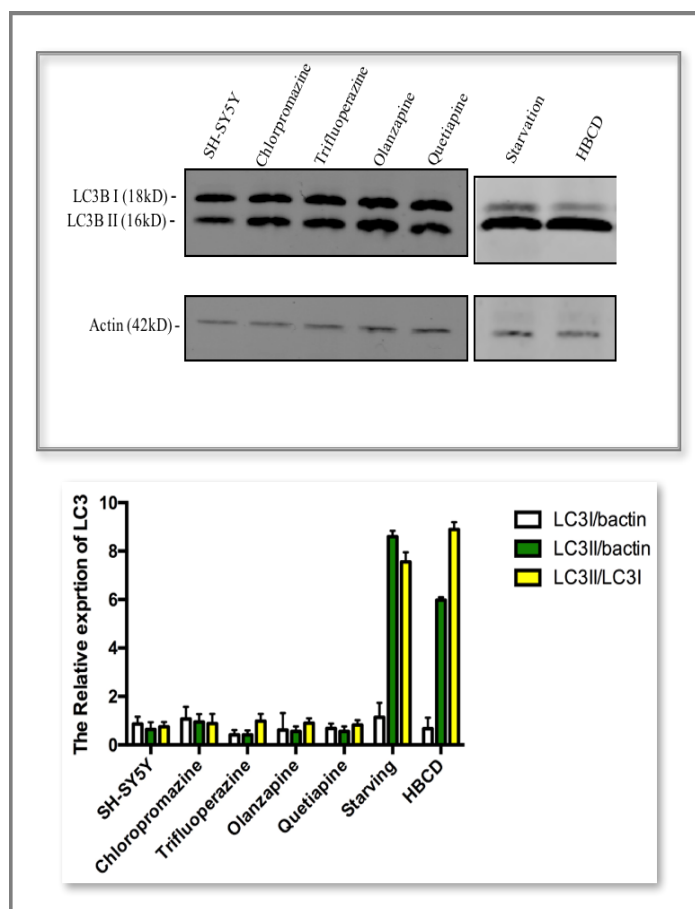 SH-SY5Y
Chlorpromazine
Trifluoperazine
Olanzapine
Quetiapine
Starvation
HBCD
LC3B I (18kD) -
LC3B II (16kD) -
Actin (42kD) -
The Relative exprtion of LC3
10
8
6
4
2
0
LC3I/bactin
LC3II/bactin
LC3II/LC3I
SH-SY5Y
Chloropromazine
Trifluoperazine
Olanzapine
Quetiapine
Starving
HBCD